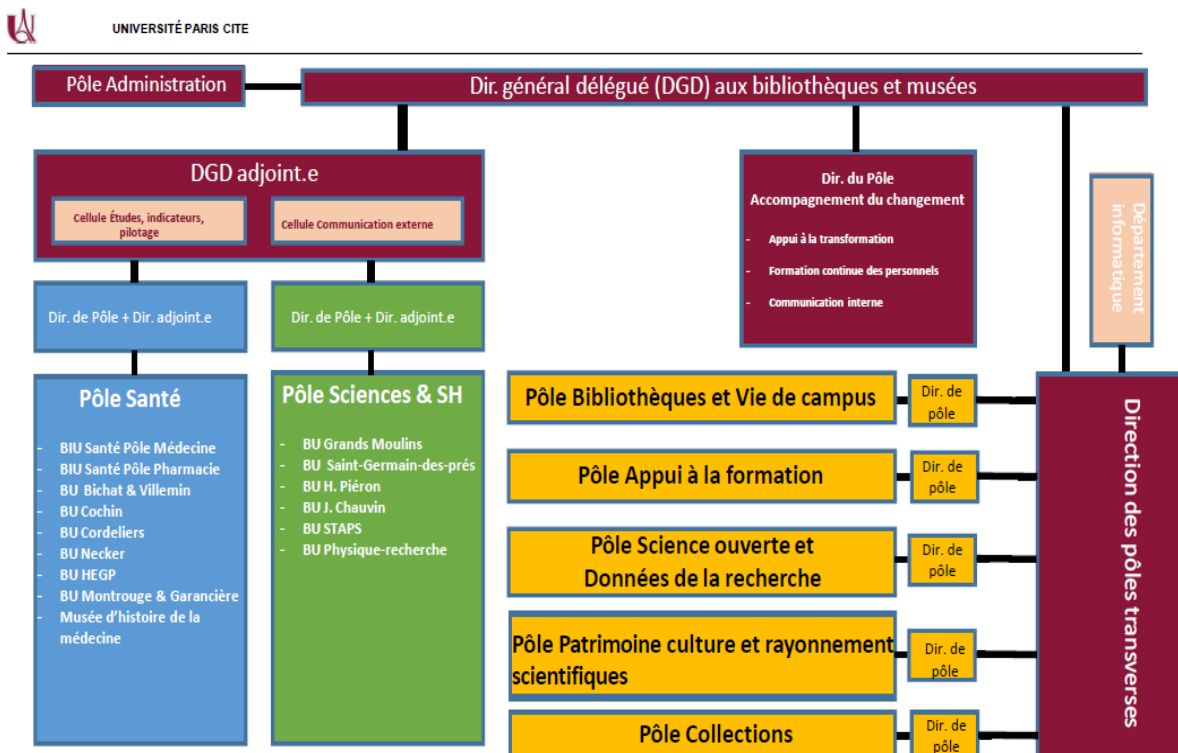 UNIVERSITÉ PARIS CITE
Pôle Administration
Dir. général délégué (DGD) aux bibliothèques et musées
DGD adjoint.e
Cellule Études, indicateurs,
pilotage
Cellule Communication externe
Dir. du Pôle
Accompagnement du changement
- Appui à la transformation
- Formation continue des personnels
- Communication interne
Département
informatique
Dir. de Pôle + Dir. adjoint.e
Dir. de Pôle + Dir. adjoint.e
Pôle Santé
- BIU Santé Pôle Médecine
- BIU Santé Pôle Pharmacie
- BU Bichat & Villemin
- BU Cochin
- BU Cordeliers
- BU Necker
- BU HEGP
- BU Montrouge & Garancière
- Musée d'histoire de la
médecine
Pôle Sciences & SH
- BU Grands Moulins
- BU Saint-Germain-des-prés
- BU H. Piéron
- BU J. Chauvin
- BU STAPS
- BU Physique-recherche
Pôle Bibliothèques et Vie de campus
Dir. de
pôle
Pôle Appui à la formation
Dir. de
pôle
Pôle Science ouverte et
Données de la recherche
Dir. de
pôle
Pôle Patrimoine culture et rayonnement
scientifiques
Dir. de
pôle
Pôle Collections
Dir. de
pôle
Direction des pôles transverses